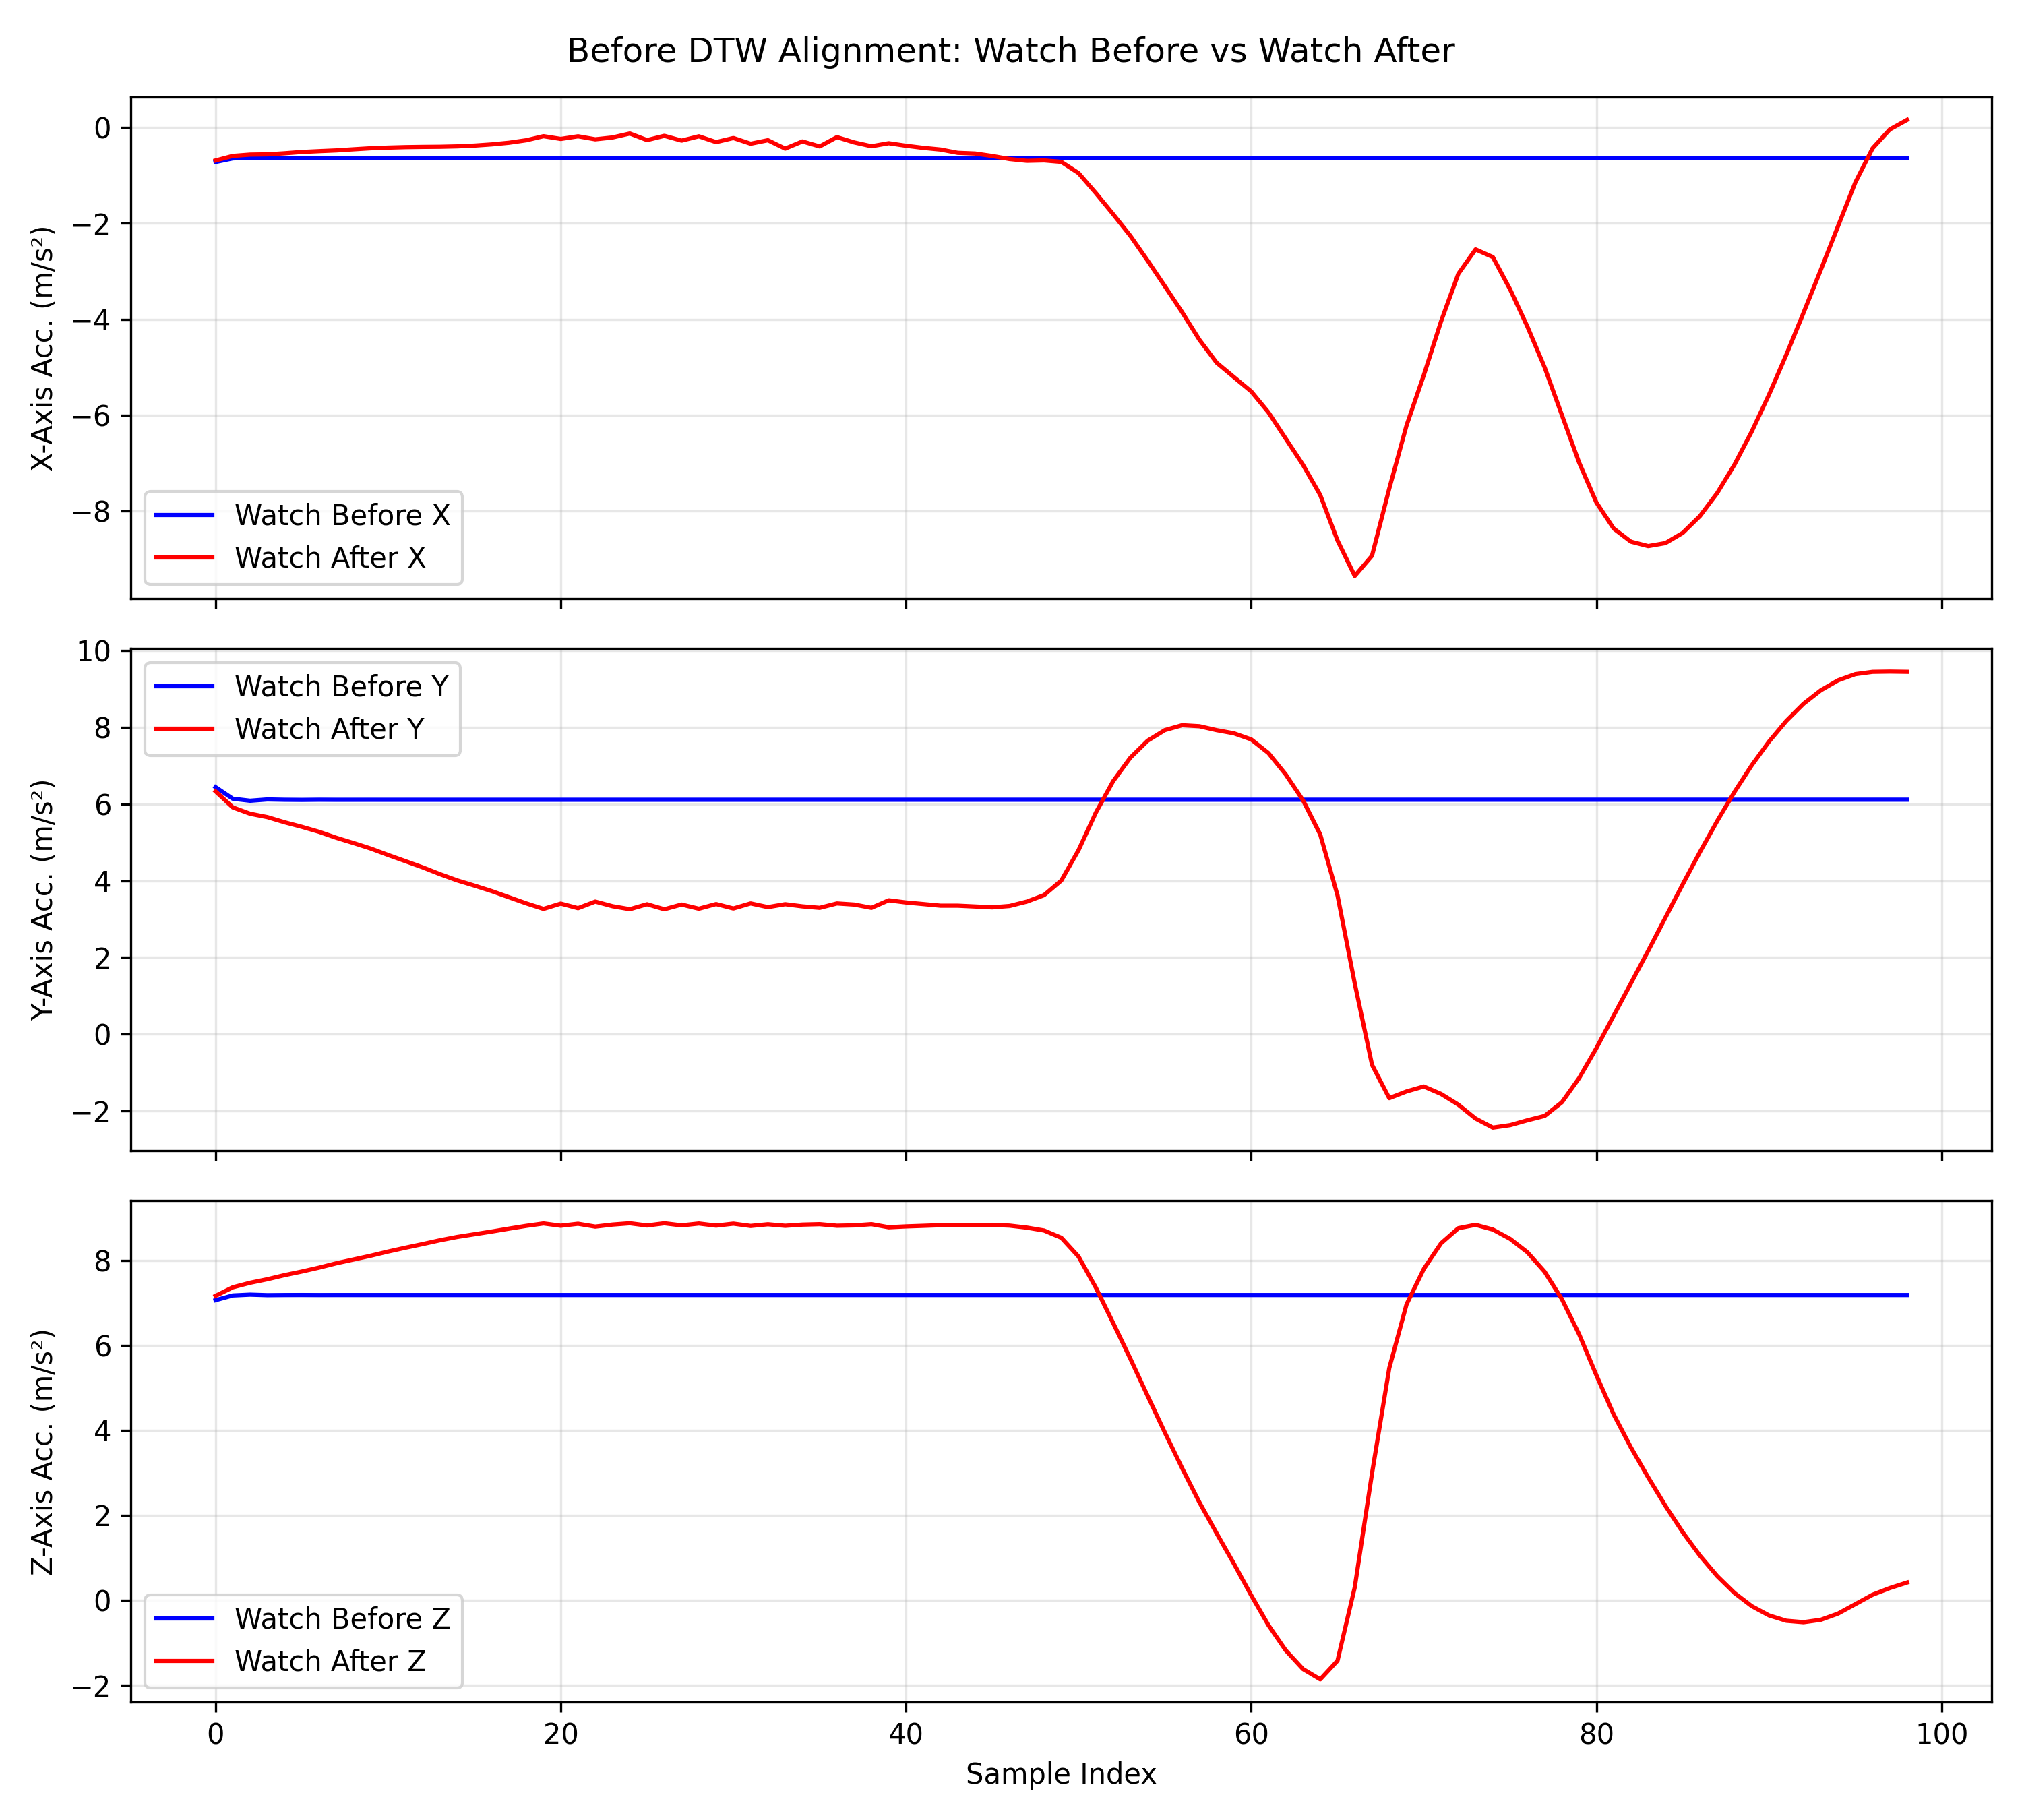 Before DTW Alignment: Watch Before vs Watch After
0
−2
−4
−6
−8
X-Axis Acc. (m/s²)
Watch Before X
Watch After X
10
8
6
4
2
0
−2
Y-Axis Acc. (m/s²)
Watch Before Y
Watch After Y
8
6
4
2
0
−2
Z-Axis Acc. (m/s²)
Watch Before Z
Watch After Z
0 20 40 60 80 100
Sample Index